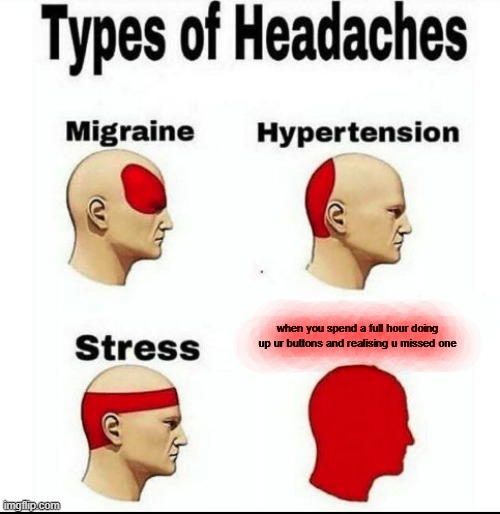 Types of Headaches
Migraine
Hypertension
Stress
when you spend a full hour doing
up ur buttons and realising u missed one
imgflip.com